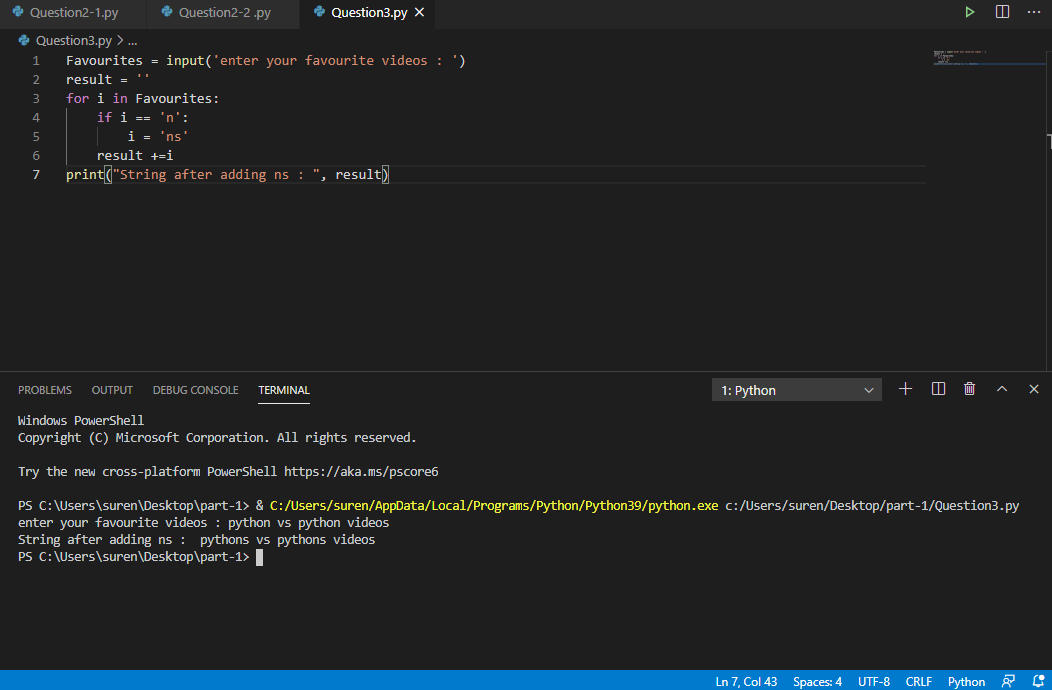 Question2-1.py Question2-2 .py Question3.py
Question3.py > ...
1 Favourites = input('enter your favourite videos : ')
2 result = ''
3 for i in Favourites:
4 if i == 'n':
5 i = 'ns'
6 result +=i
7 print("String after adding ns : ", result)
PROBLEMS OUTPUT DEBUG CONSOLE TERMINAL 1: Python
Windows PowerShell
Copyright (C) Microsoft Corporation. All rights reserved.
Try the new cross-platform PowerShell https://aka.ms/pscore6
PS C:\Users\suren\Desktop\part-1> & C:/Users/suren/AppData/Local/Programs/Python/Python39/python.exe c:/Users/suren/Desktop/part-1/Question3.py
enter your favourite videos : python vs python videos
String after adding ns :  pythons vs pythons videos
PS C:\Users\suren\Desktop\part-1>
Ln 7, Col 43 Spaces: 4 UTF-8 CRLF Python